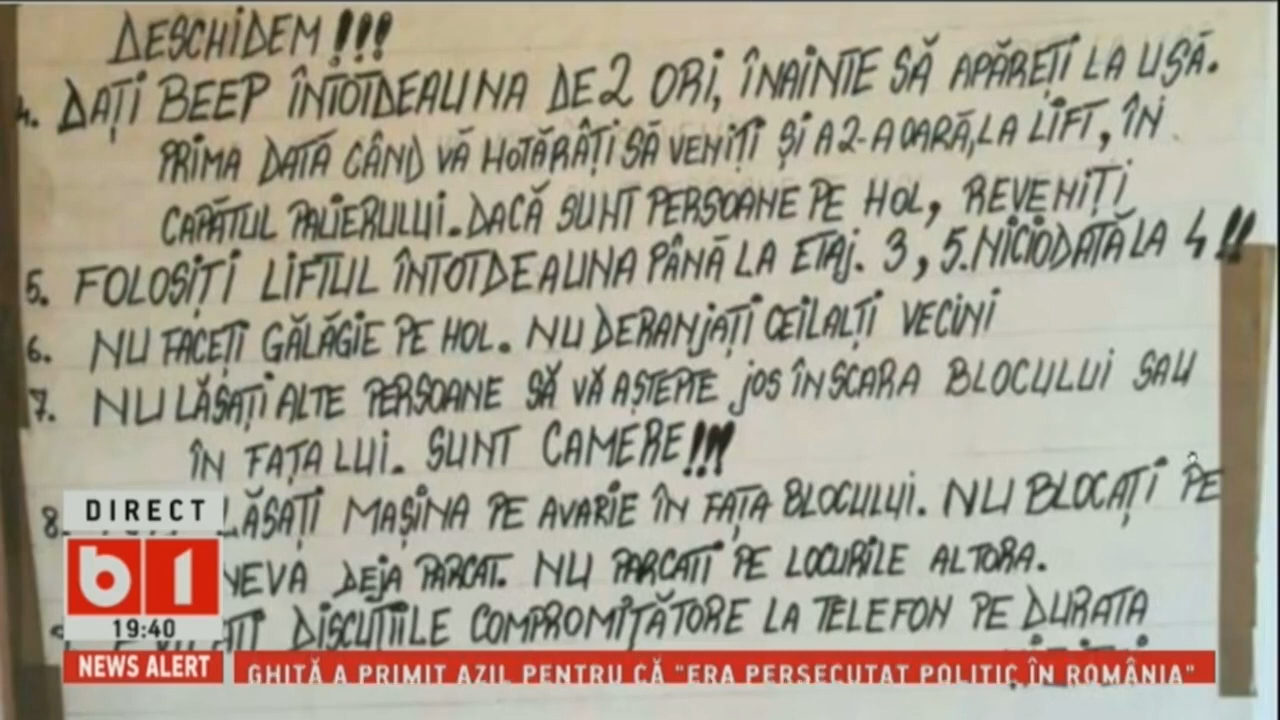 DESCHIDEM !!!
4. DAȚI BEEP ÎNTOTDEAUNA DE 2 ORI, ÎNAINTE SĂ APĂREȚI LA UȘĂ.
PRIMA DATĂ CÂND VĂ HOTĂRÂȚI SĂ VENIȚI ȘI A 2-A OARĂ, LA LIFT, ÎN
CAPĂTUL PALIERULUI. DACĂ SUNT PERSOANE PE HOL, REVENIȚI
5. FOLOSIȚI LIFTUL ÎNTOTDEAUNA PÂNĂ LA ETAJ. 3, 5. NICIODATĂ LA 4!!
6. NU FACEȚI GĂLĂGIE PE HOL. NU DERANJAȚI CEILALȚI VECINI
7. NU LĂSAȚI ALTE PERSOANE SĂ VĂ AȘTEPTE JOS ÎN SCARA BLOCULUI SAU
ÎN FAȚA LUI. SUNT CAMERE!!!
8. LĂSAȚI MAȘINA PE AVARIE ÎN FAȚA BLOCULUI. NU BLOCAȚI PE
NEVA DEJA PARCAT. NU PARCATI PE LOCURILE ALTORA.
DISCUȚIILE COMPROMIȚĂTORE LA TELEFON PE DURATA
DIRECT
b1
19:40
NEWS ALERT
GHIȚĂ A PRIMIT AZIL PENTRU CĂ "ERA PERSECUTAT POLITIC ÎN ROMÂNIA"